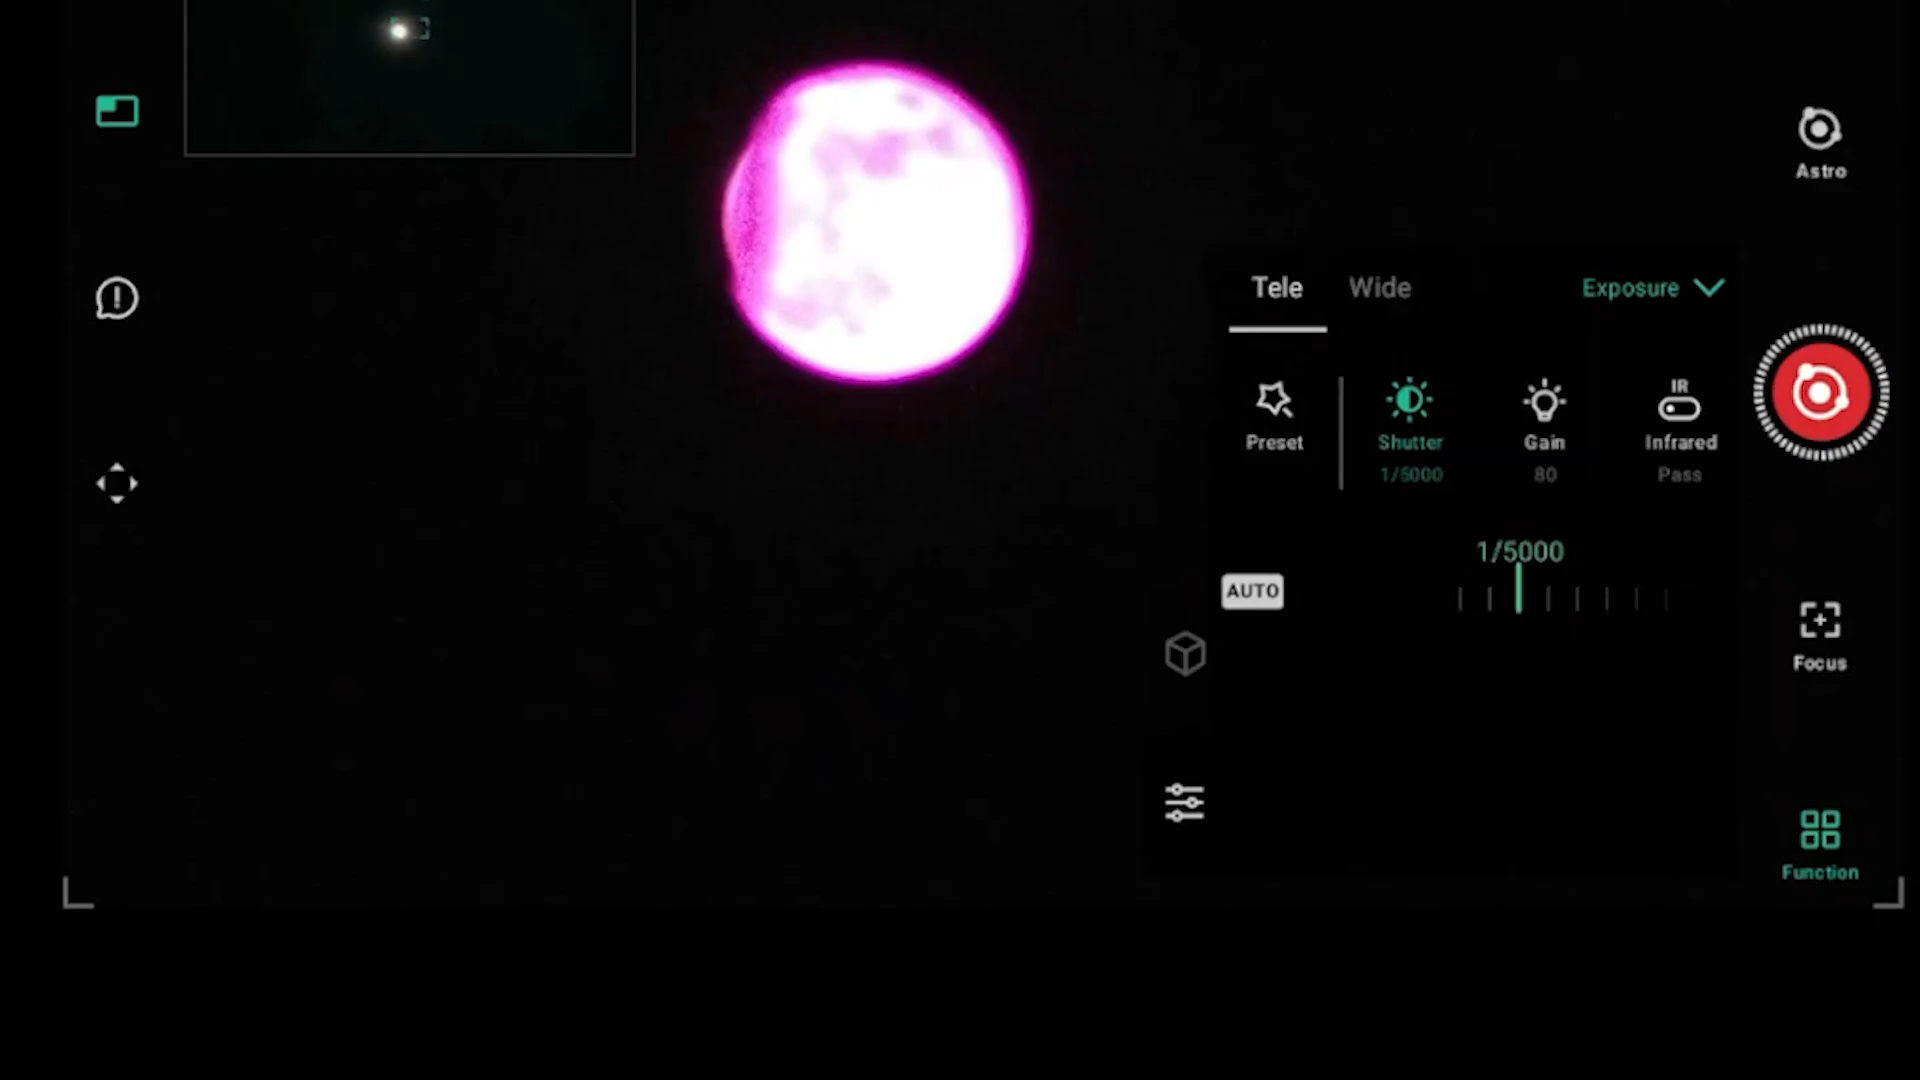 Astro
Tele Wide Exposure
IR
Preset Shutter Gain Infrared
1/5000 80 Pass
1/5000
AUTO
Focus
Function